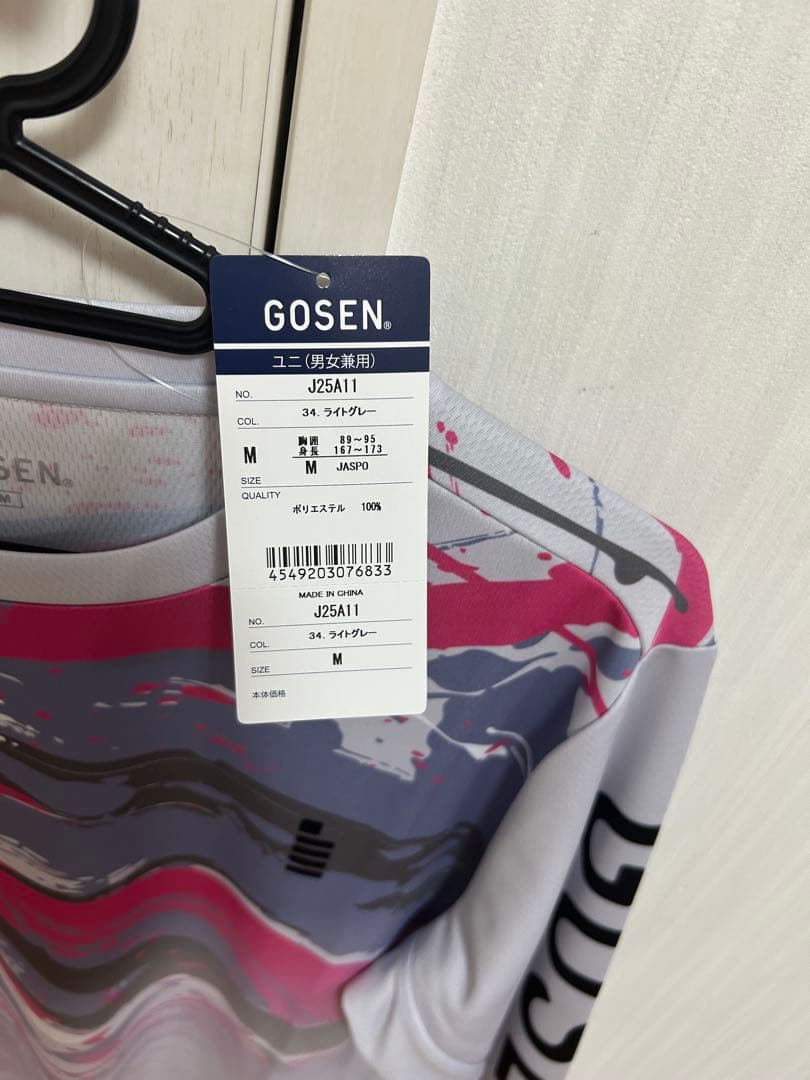 GOSEN®
ユニ(男女兼用)
NO. J25A11
COL. 34. ライトグレー
M 胸囲 89～95
身長 167～173
SIZE M JASPO
QUALITY
ポリエステル 100%
4549203076833
MADE IN CHINA
NO. J25A11
COL. 34. ライトグレー
SIZE M
本体価格
SEN®
M